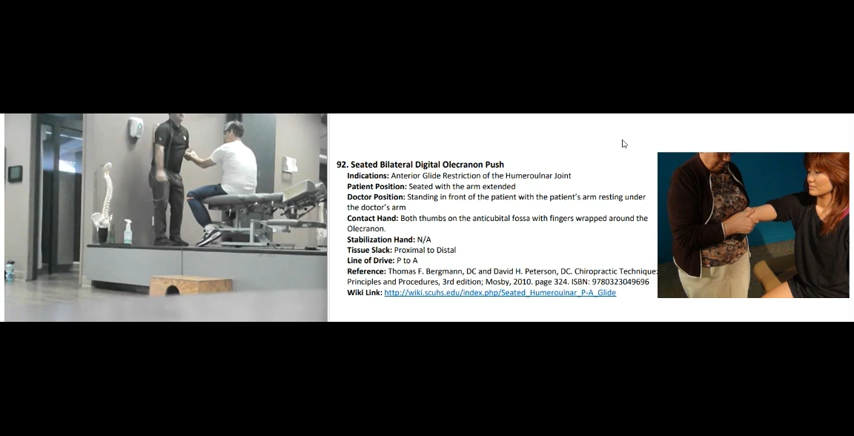 92. Seated Bilateral Digital Olecranon Push
Indications: Anterior Glide Restriction of the Humeroulnar Joint
Patient Position: Seated with the arm extended
Doctor Position: Standing in front of the patient with the patient's arm resting under
the doctor's arm
Contact Hand: Both thumbs on the anticubital fossa with fingers wrapped around the
Olecranon.
Stabilization Hand: N/A
Tissue Slack: Proximal to Distal
Line of Drive: P to A
Reference: Thomas F. Bergmann, DC and David H. Peterson, DC. Chiropractic Technique:
Principles and Procedures, 3rd edition; Mosby, 2010. page 324. ISBN: 9780323049696
Wiki Link: http://wiki.scuhs.edu/index.php/Seated_Humeroulnar_P-A_Glide